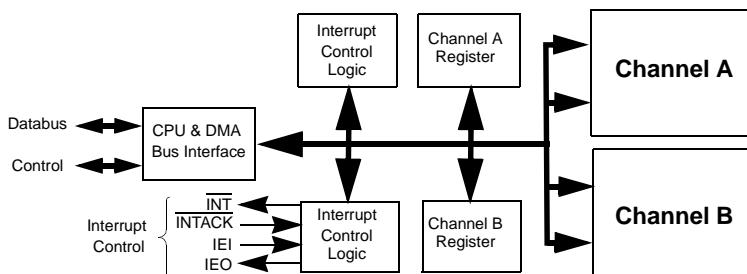 Interrupt
Control
Logic
Channel A
Register
Channel A
Databus
Control
CPU & DMA
Bus Interface
Interrupt
Control
INT
INTACK
IEI
IEO
Interrupt
Control
Logic
Channel B
Register
Channel B